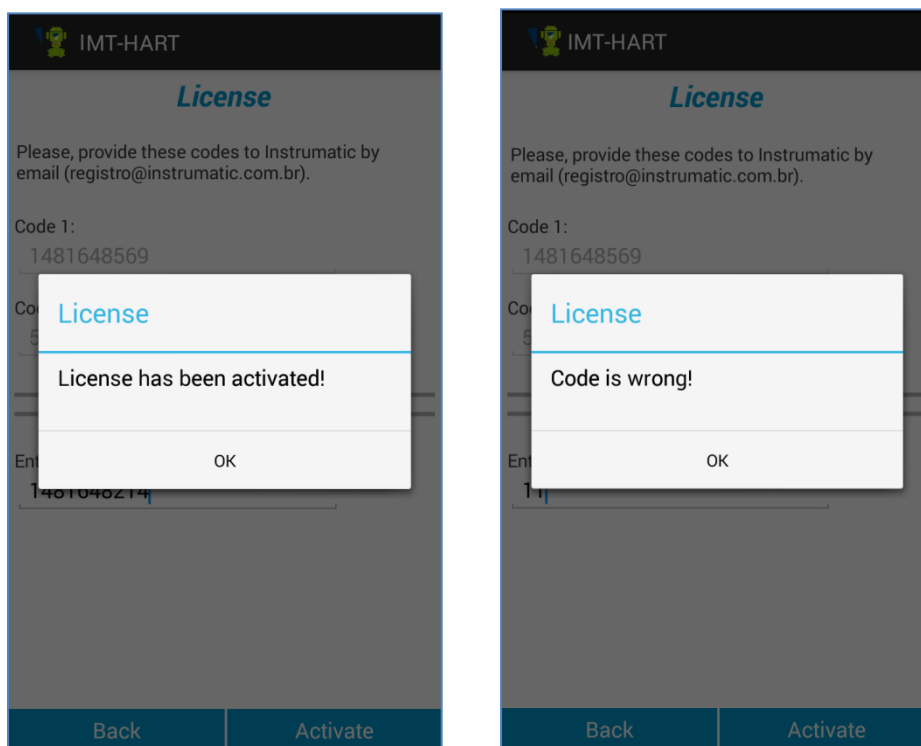 IMT-HART
License
Please, provide these codes to Instrumatic by
email (registro@instrumatic.com.br).
Code 1:
1481648569
License
License has been activated!
OK
1481648214
Back Activate
IMT-HART
License
Please, provide these codes to Instrumatic by
email (registro@instrumatic.com.br).
Code 1:
1481648569
License
Code is wrong!
OK
11
Back Activate